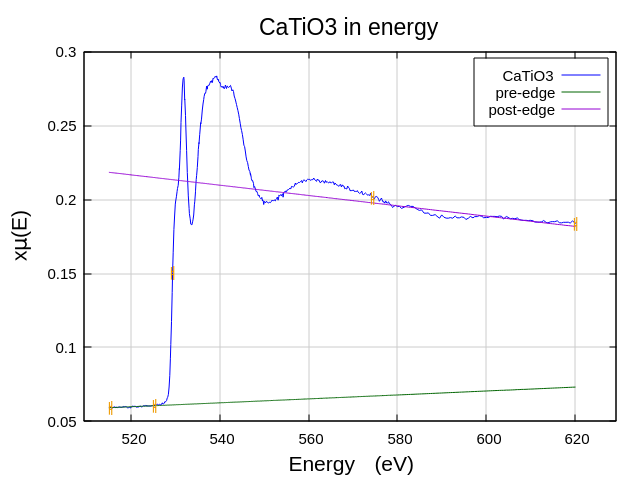 CaTiO3 in energy
0.3
CaTiO3
pre-edge
post-edge
0.25
0.2
xµ(E)
0.15
0.1
0.05
520 540 560 580 600 620
Energy (eV)